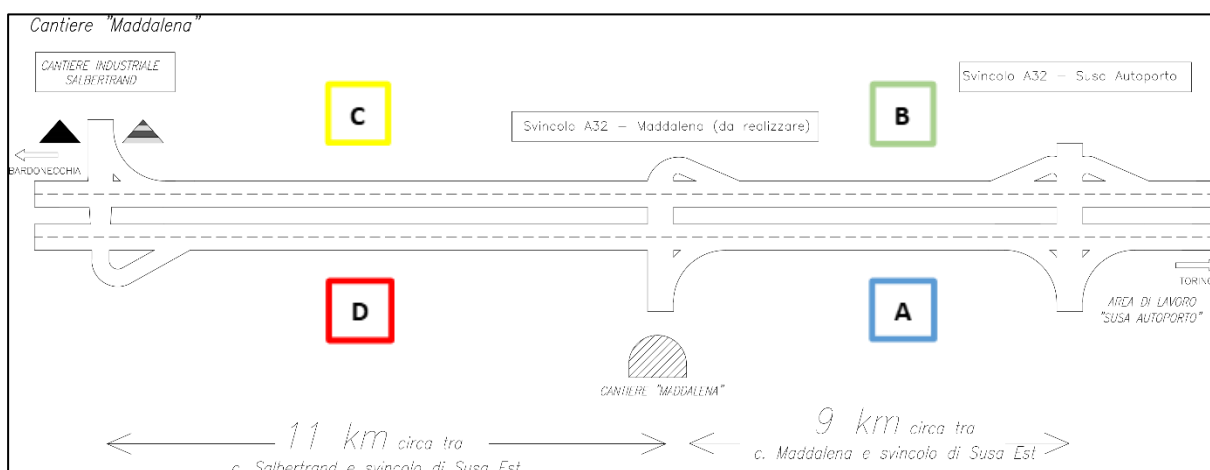 Cantiere "Maddalena"
CANTIERE INDUSTRIALE
SALBERTRAND
BARDONECCHIA
C
Svincolo A32 - Maddalena (da realizzare)
B
Svincolo A32 - Susa Autoporto
D
A
TORINO
AREA DI LAVORO
"SUSA AUTOPORTO"
CANTIERE "MADDALENA"
11 km circa tra
c. Salbertrand e svincolo di Susa Est
9 km circa tra
c. Maddalena e svincolo di Susa Est